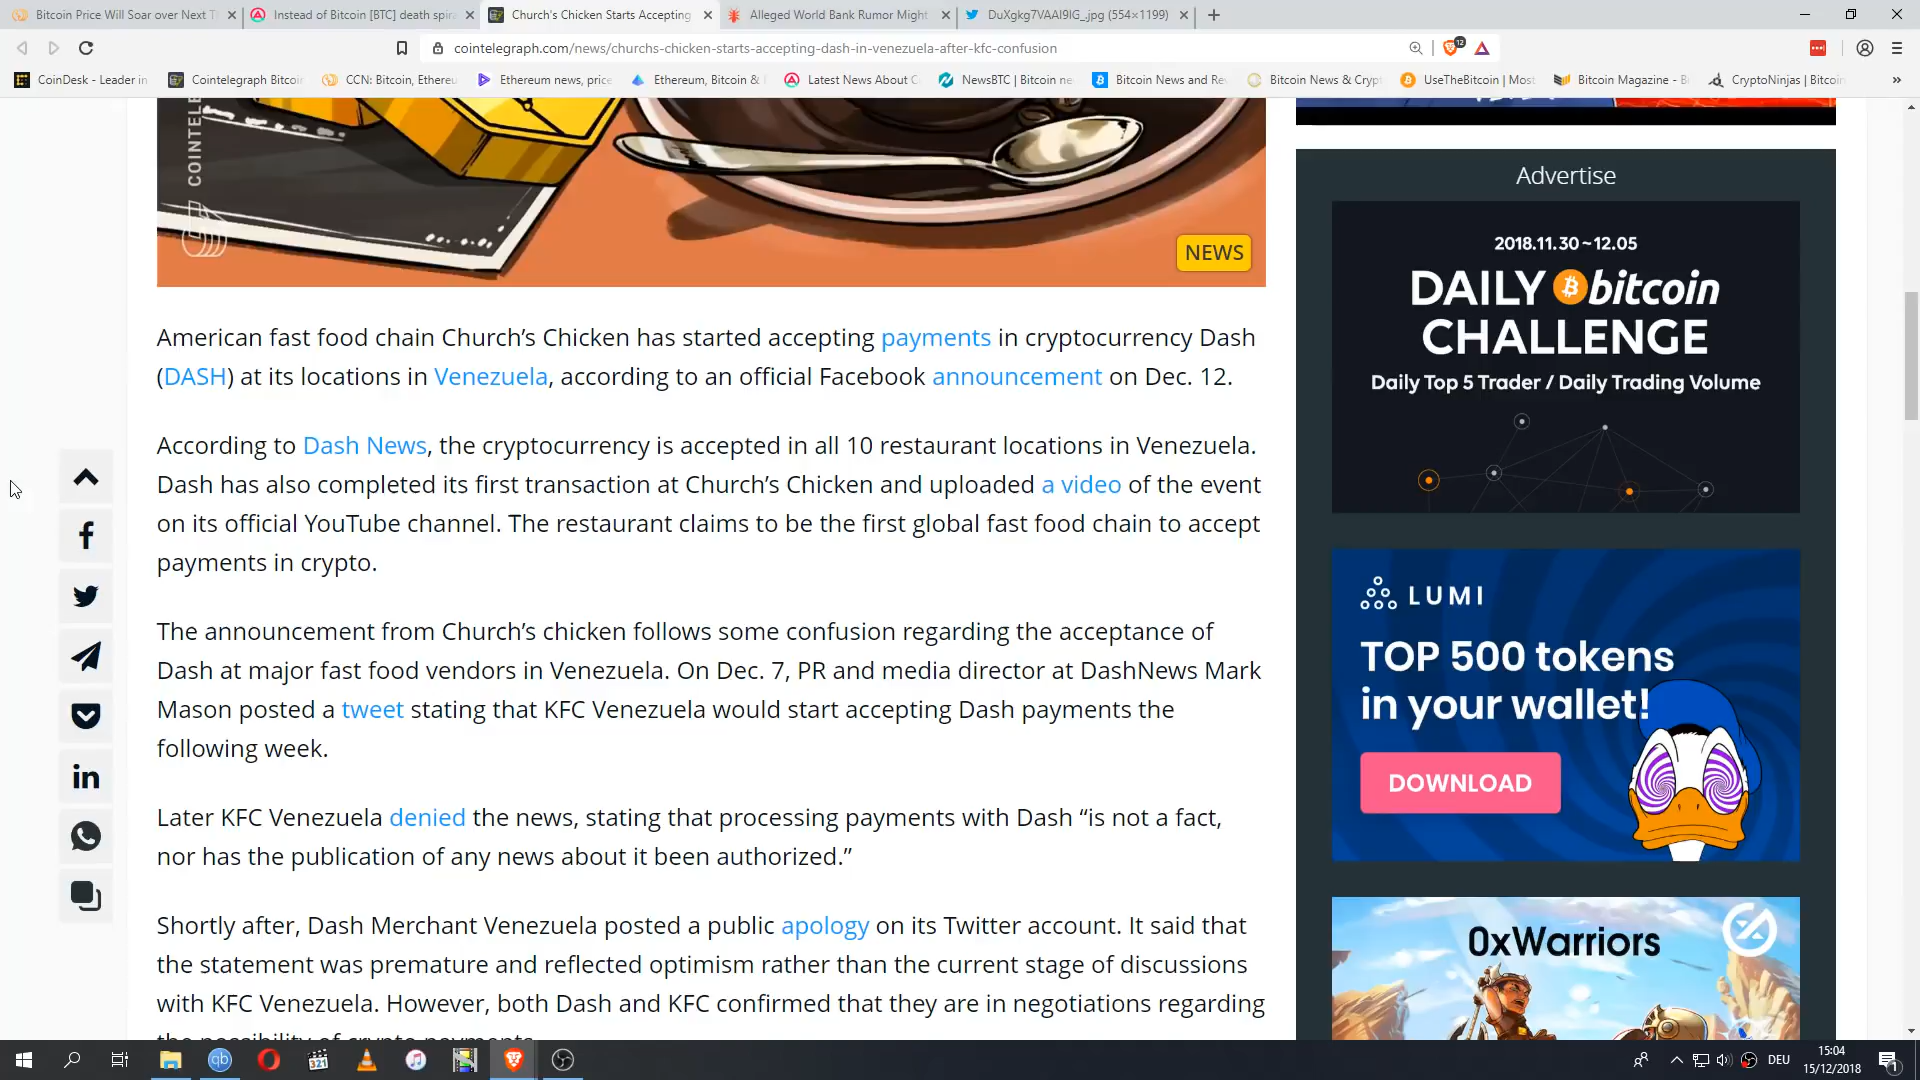 Bitcoin Price Will Soar over Next T
Instead of Bitcoin [BTC] death spira
Church's Chicken Starts Accepting
Alleged World Bank Rumor Might
DuXgkg7VAAI9IG_.jpg (554×1199)
cointelegraph.com/news/churchs-chicken-starts-accepting-dash-in-venezuela-after-kfc-confusion
12
CoinDesk - Leader in
Cointelegraph Bitcoin
CCN: Bitcoin, Ethereu
Ethereum news, price
Ethereum, Bitcoin &
Latest News About C
NewsBTC | Bitcoin ne
Bitcoin News and Re
Bitcoin News & Crypt
UseTheBitcoin | Most
Bitcoin Magazine - B
CryptoNinjas | Bitcoin
COINTELE
NEWS
American fast food chain Church’s Chicken has started accepting payments in cryptocurrency Dash
(DASH) at its locations in Venezuela, according to an official Facebook announcement on Dec. 12.
According to Dash News, the cryptocurrency is accepted in all 10 restaurant locations in Venezuela.
Dash has also completed its first transaction at Church’s Chicken and uploaded a video of the event
on its official YouTube channel. The restaurant claims to be the first global fast food chain to accept
payments in crypto.
The announcement from Church’s chicken follows some confusion regarding the acceptance of
Dash at major fast food vendors in Venezuela. On Dec. 7, PR and media director at DashNews Mark
Mason posted a tweet stating that KFC Venezuela would start accepting Dash payments the
following week.
Later KFC Venezuela denied the news, stating that processing payments with Dash “is not a fact,
nor has the publication of any news about it been authorized.”
Shortly after, Dash Merchant Venezuela posted a public apology on its Twitter account. It said that
the statement was premature and reflected optimism rather than the current stage of discussions
with KFC Venezuela. However, both Dash and KFC confirmed that they are in negotiations regarding
the possibility of crypto payments.
Advertise
2018.11.30~12.05
DAILY bitcoin
CHALLENGE
Daily Top 5 Trader / Daily Trading Volume
LUMI
TOP 500 tokens
in your wallet!
DOWNLOAD
0xWarriors
qb
321
DEU
15:04
15/12/2018
1